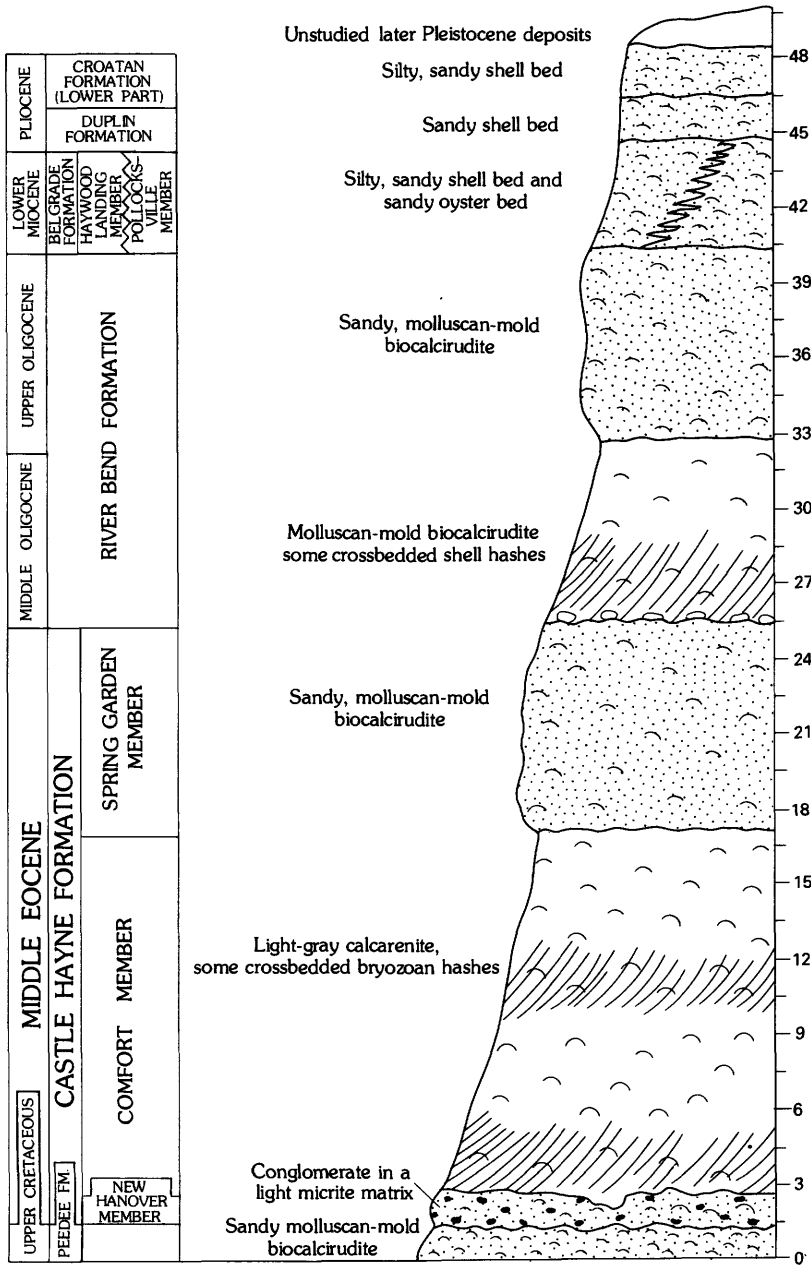 Unstudied later Pleistocene deposits
Silty, sandy shell bed
Sandy shell bed
Silty, sandy shell bed and
sandy oyster bed
Sandy, molluscan-mold
biocalcirudite
Molluscan-mold biocalcirudite
some crossbedded shell hashes
Sandy, molluscan-mold
biocalcirudite
Light-gray calcarenite,
some crossbedded bryozoan hashes
Conglomerate in a
light micrite matrix
Sandy molluscan-mold
biocalcirudite
PLIOCENE
CROATAN
FORMATION
(LOWER PART)
DUPLIN
FORMATION
LOWER
MIOCENE
BELGRADE
FORMATION
HAYWOOD
LANDING
MEMBER
POLLOCKS-
VILLE
MEMBER
UPPER OLIGOCENE
MIDDLE OLIGOCENE
RIVER BEND FORMATION
MIDDLE EOCENE
CASTLE HAYNE FORMATION
SPRING GARDEN
MEMBER
COMFORT MEMBER
NEW
HANOVER
MEMBER
UPPER CRETACEOUS
PEEDEE FM.
48
45
42
39
36
33
30
27
24
21
18
15
12
9
6
3
0